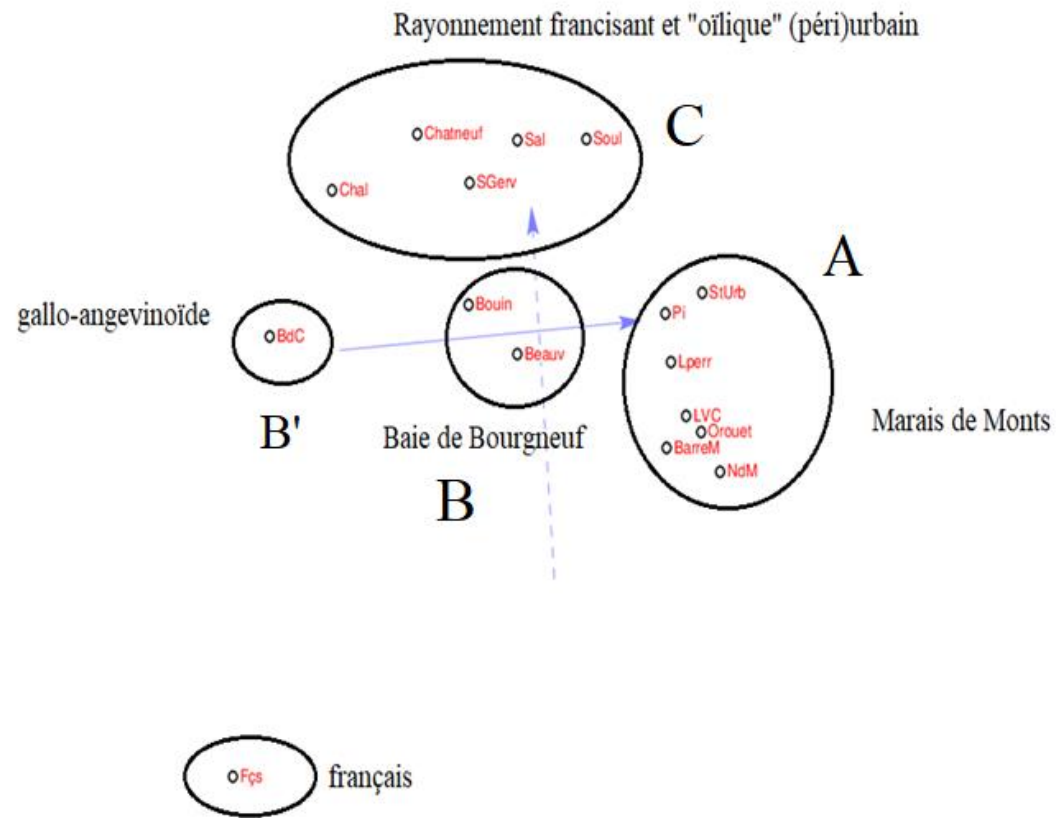 Rayonnement francisant et "oïlique" (péri)urbain
C
Chatneuf
Sal
Soul
SGerv
Chal
A
StUrb
Pi
Lperr
LVC
Orouet
BarreM
NdM
Marais de Monts
gallo-angevinoïde
BdC
B'
Bouin
Beauv
Baie de Bourgneuf
B
Fçs
français